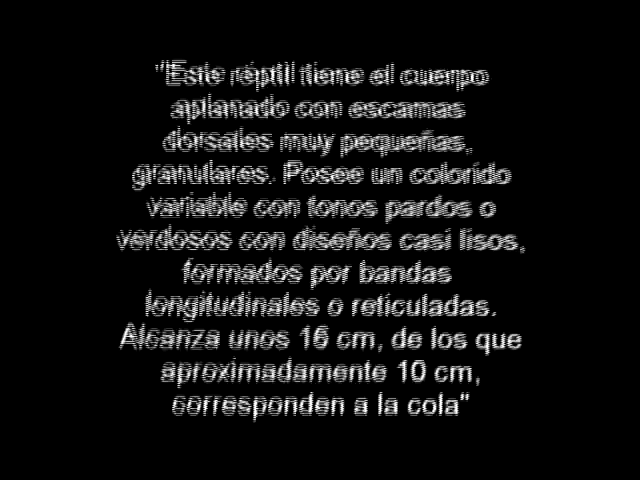 "Este réptil tiene el cuerpo
aplanado con escamas
dorsales muy pequeñas,
granulares. Posee un colorido
variable con tonos pardos o
verdosos con diseños casi lisos,
formados por bandas
longitudinales o reticuladas.
Alcanza unos 16 cm, de los que
aproximadamente 10 cm,
corresponden a la cola"